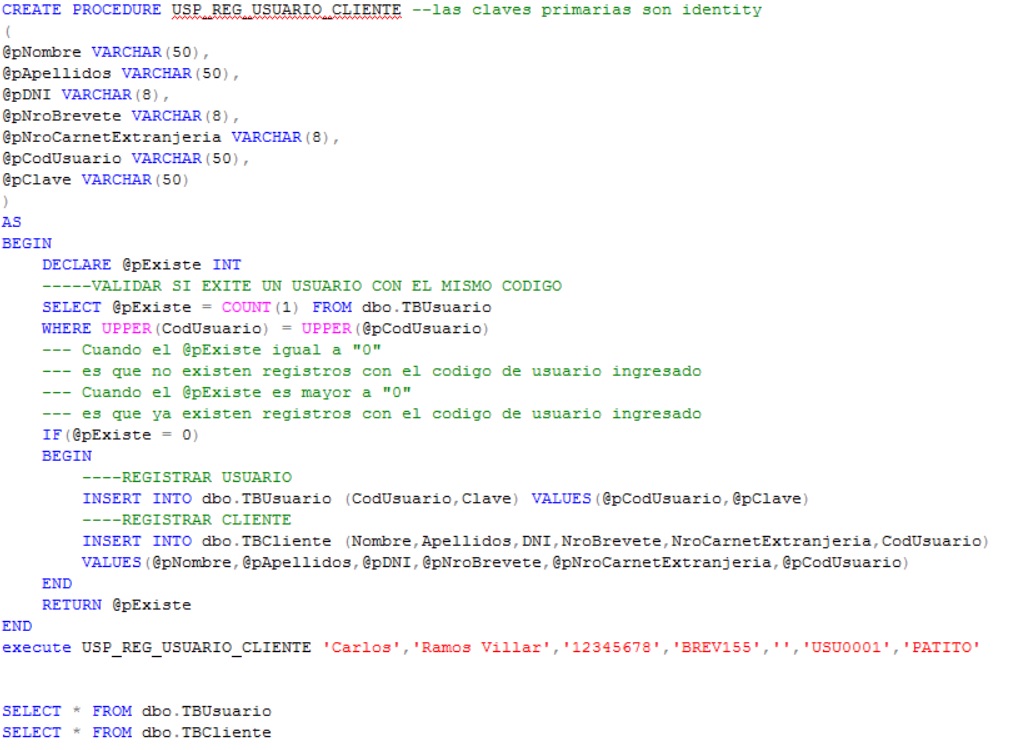 CREATE PROCEDURE USP_REG_USUARIO_CLIENTE --las claves primarias son identity
(
@pNombre VARCHAR(50),
@pApellidos VARCHAR(50),
@pDNI VARCHAR(8),
@pNroBrevete VARCHAR(8),
@pNroCarnetExtranjeria VARCHAR(8),
@pCodUsuario VARCHAR(50),
@pClave VARCHAR(50)
)
AS
BEGIN
    DECLARE @pExiste INT
    -----VALIDAR SI EXITE UN USUARIO CON EL MISMO CODIGO
    SELECT @pExiste = COUNT(1) FROM dbo.TBUsuario
    WHERE UPPER(CodUsuario) = UPPER(@pCodUsuario)
    --- Cuando el @pExiste igual a "0"
    --- es que no existen registros con el codigo de usuario ingresado
    --- Cuando el @pExiste es mayor a "0"
    --- es que ya existen registros con el codigo de usuario ingresado
    IF(@pExiste = 0)
    BEGIN
        ----REGISTRAR USUARIO
        INSERT INTO dbo.TBUsuario (CodUsuario,Clave) VALUES(@pCodUsuario,@pClave)
        ----REGISTRAR CLIENTE
        INSERT INTO dbo.TBCliente (Nombre,Apellidos,DNI,NroBrevete,NroCarnetExtranjeria,CodUsuario)
        VALUES(@pNombre,@pApellidos,@pDNI,@pNroBrevete,@pNroCarnetExtranjeria,@pCodUsuario)
    END
    RETURN @pExiste
END
execute USP_REG_USUARIO_CLIENTE 'Carlos','Ramos Villar','12345678','BREV155','','USU0001','PATITO'
SELECT * FROM dbo.TBUsuario
SELECT * FROM dbo.TBCliente